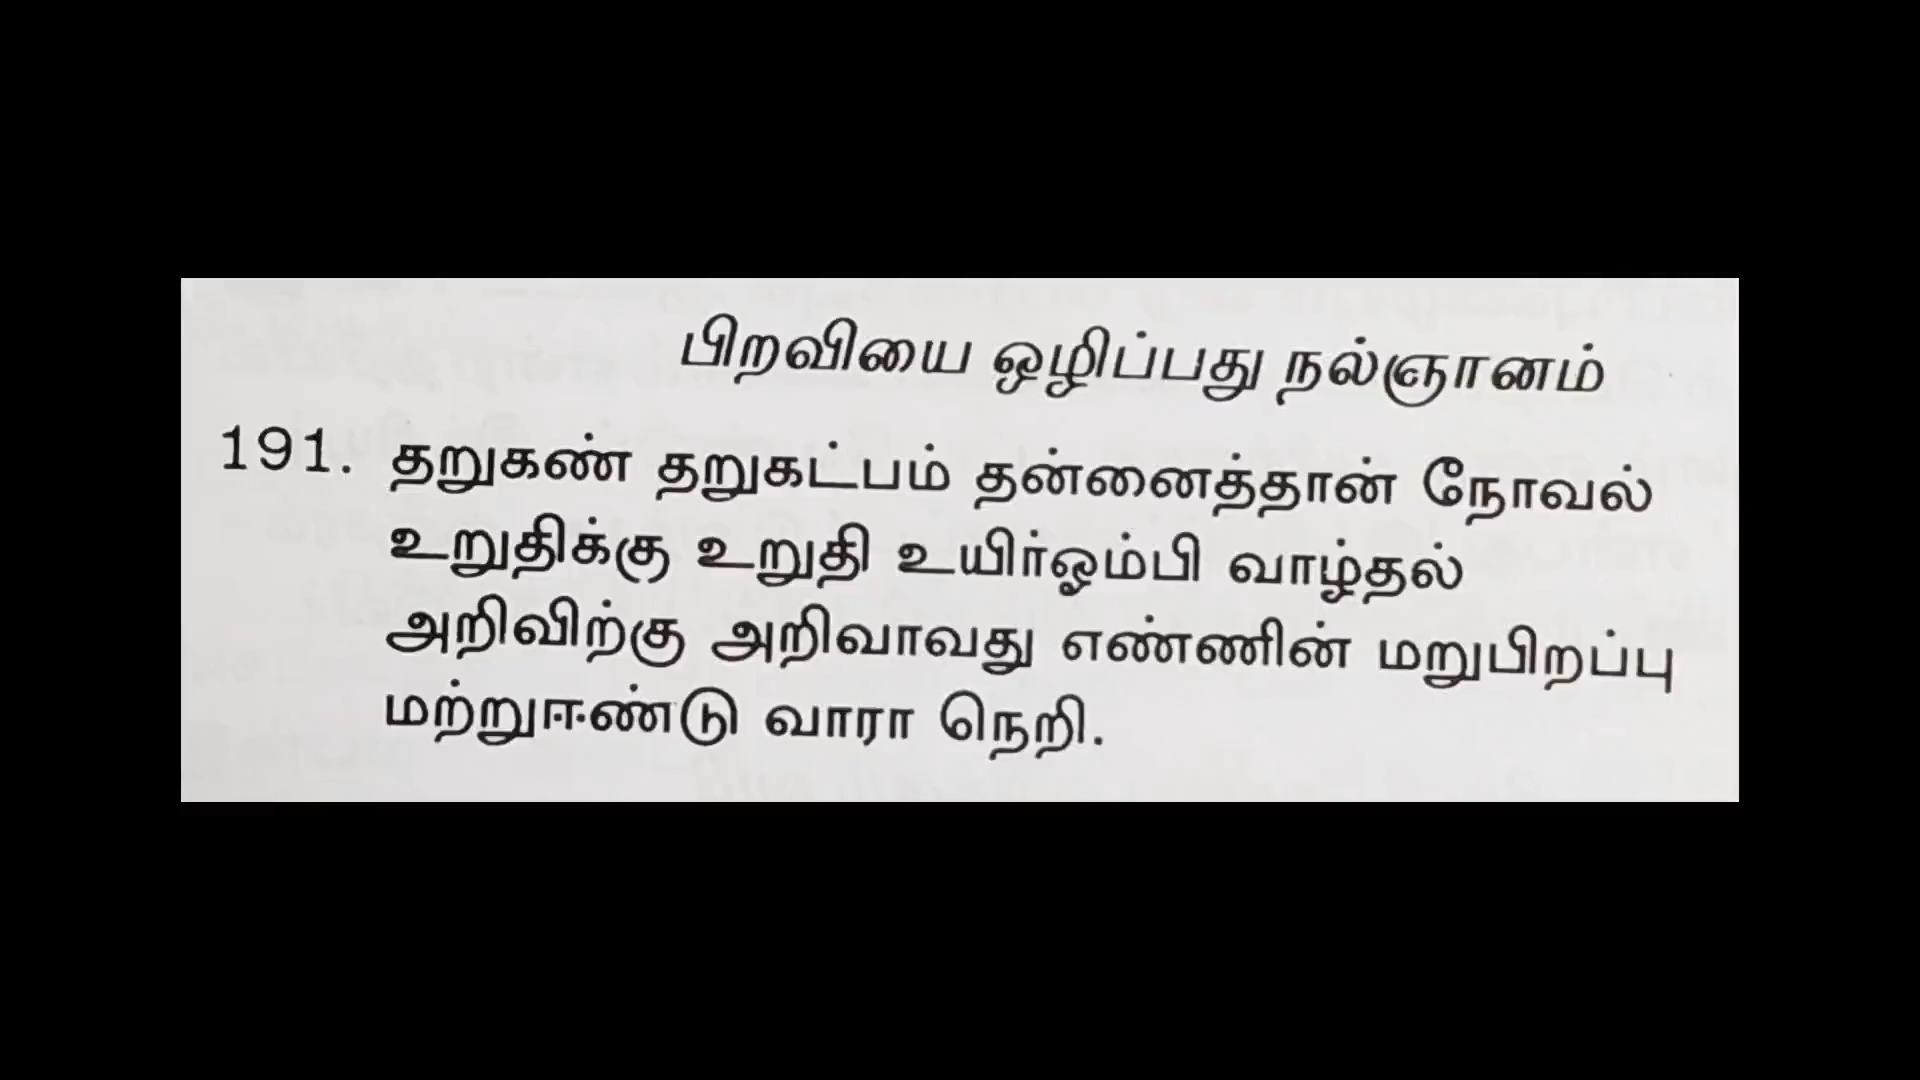 பிறவியை ஒழிப்பது நல்ஞானம்
191. தறுகண் தறுகட்பம் தன்னைத்தான் நோவல்
உறுதிக்கு உறுதி உயிர்ஓம்பி வாழ்தல்
அறிவிற்கு அறிவாவது எண்ணின் மறுபிறப்பு
மற்றுஈண்டு வாரா நெறி.